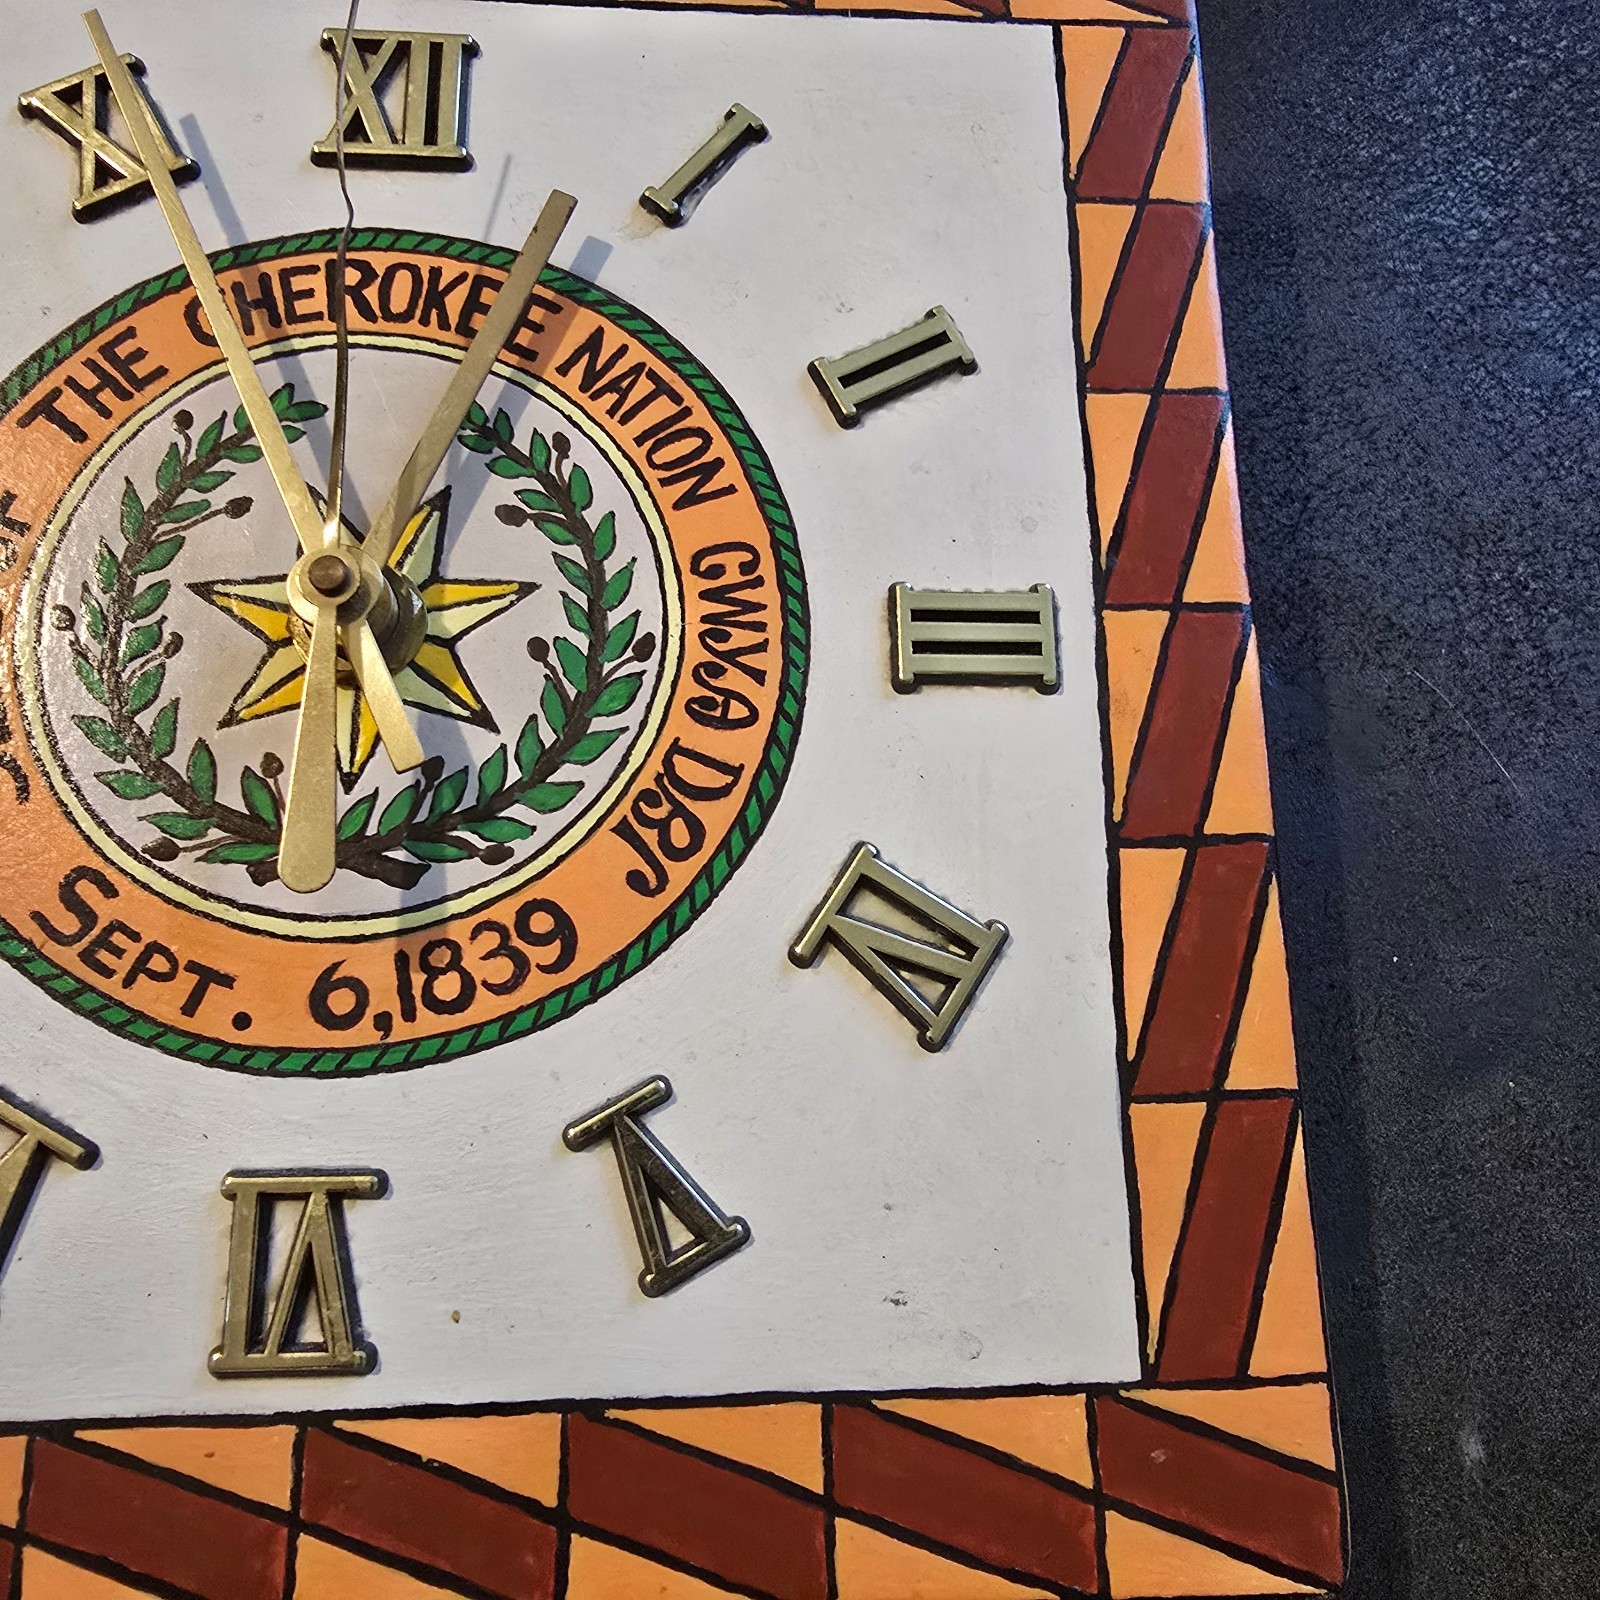 THE CHEROKEE NATION ᏣᎳᎩᎯ ᎠᏰᎵ
SEPT. 6,1839
XI
XII
I
II
III
IV
V
VI